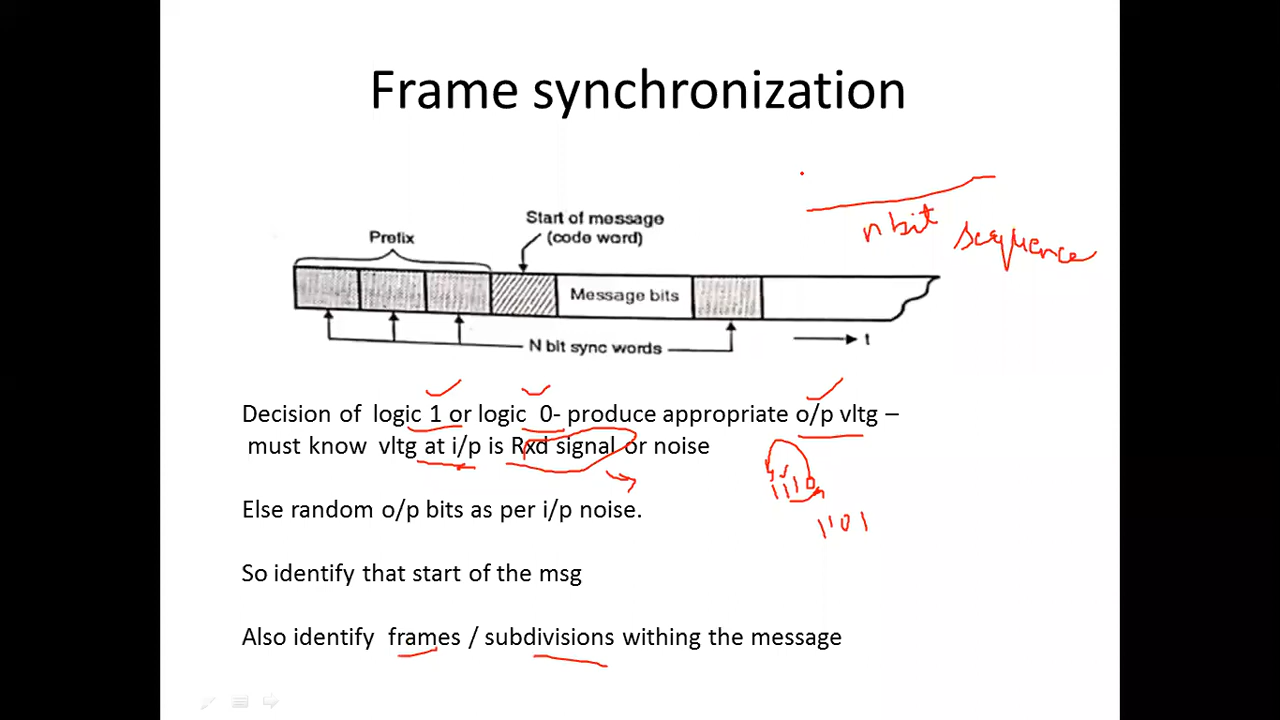 Frame synchronization
n bit sequence
Start of message
(code word)
Prefix
Message bits
N bit sync words
t
Decision of logic 1 or logic 0- produce appropriate o/p vltg –
must know vltg at i/p is Rxd signal or noise
1110
Else random o/p bits as per i/p noise.
1101
So identify that start of the msg
Also identify frames / subdivisions withing the message